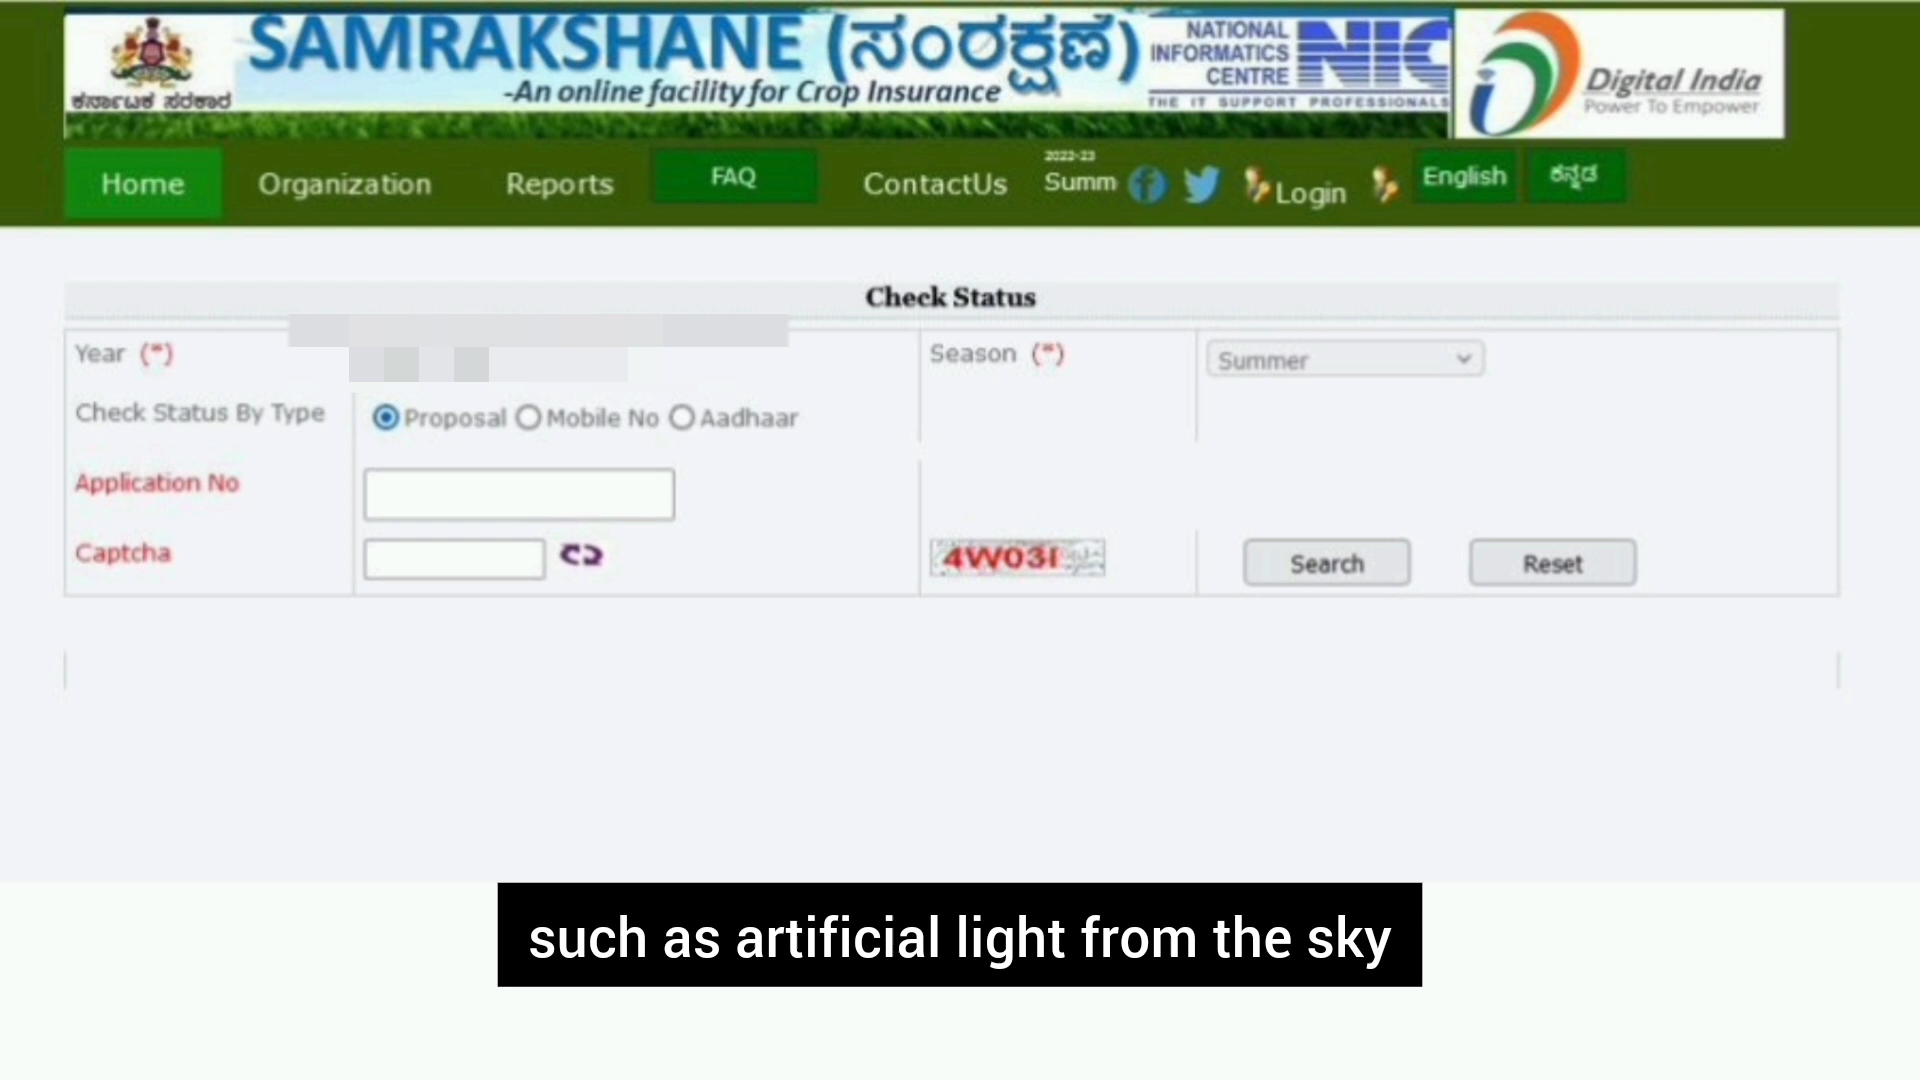 SAMRAKSHANE (ಸಂರಕ್ಷಣೆ)
-An online facility for Crop Insurance
ಕರ್ನಾಟಕ ಸರಕಾರ
NATIONAL
INFORMATICS
CENTRE
NIC
THE IT SUPPORT PROFESSIONALS
Digital India
Power To Empower
Home Organization Reports FAQ ContactUs 2022-23 Summ Login English ಕನ್ನಡ
Check Status
Year (*) Season (*) Summer
Check Status By Type Proposal Mobile No Aadhaar
Application No
Captcha 4W03I Search Reset
such as artificial light from the sky